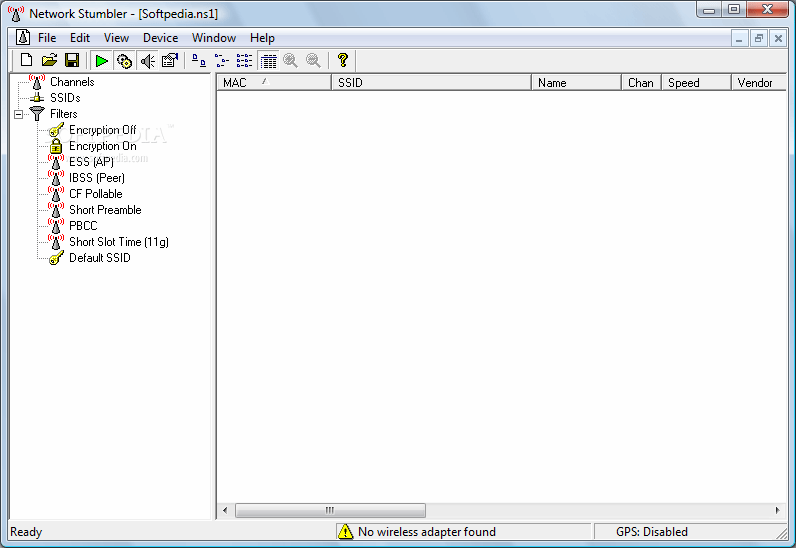 Network Stumbler - [Softpedia.ns1]
File Edit View Device Window Help
MAC SSID Name Chan Speed Vendor
Channels
SSIDs
Filters
Encryption Off
Encryption On
ESS (AP)
IBSS (Peer)
CF Pollable
Short Preamble
PBCC
Short Slot Time (11g)
Default SSID
Ready No wireless adapter found GPS: Disabled